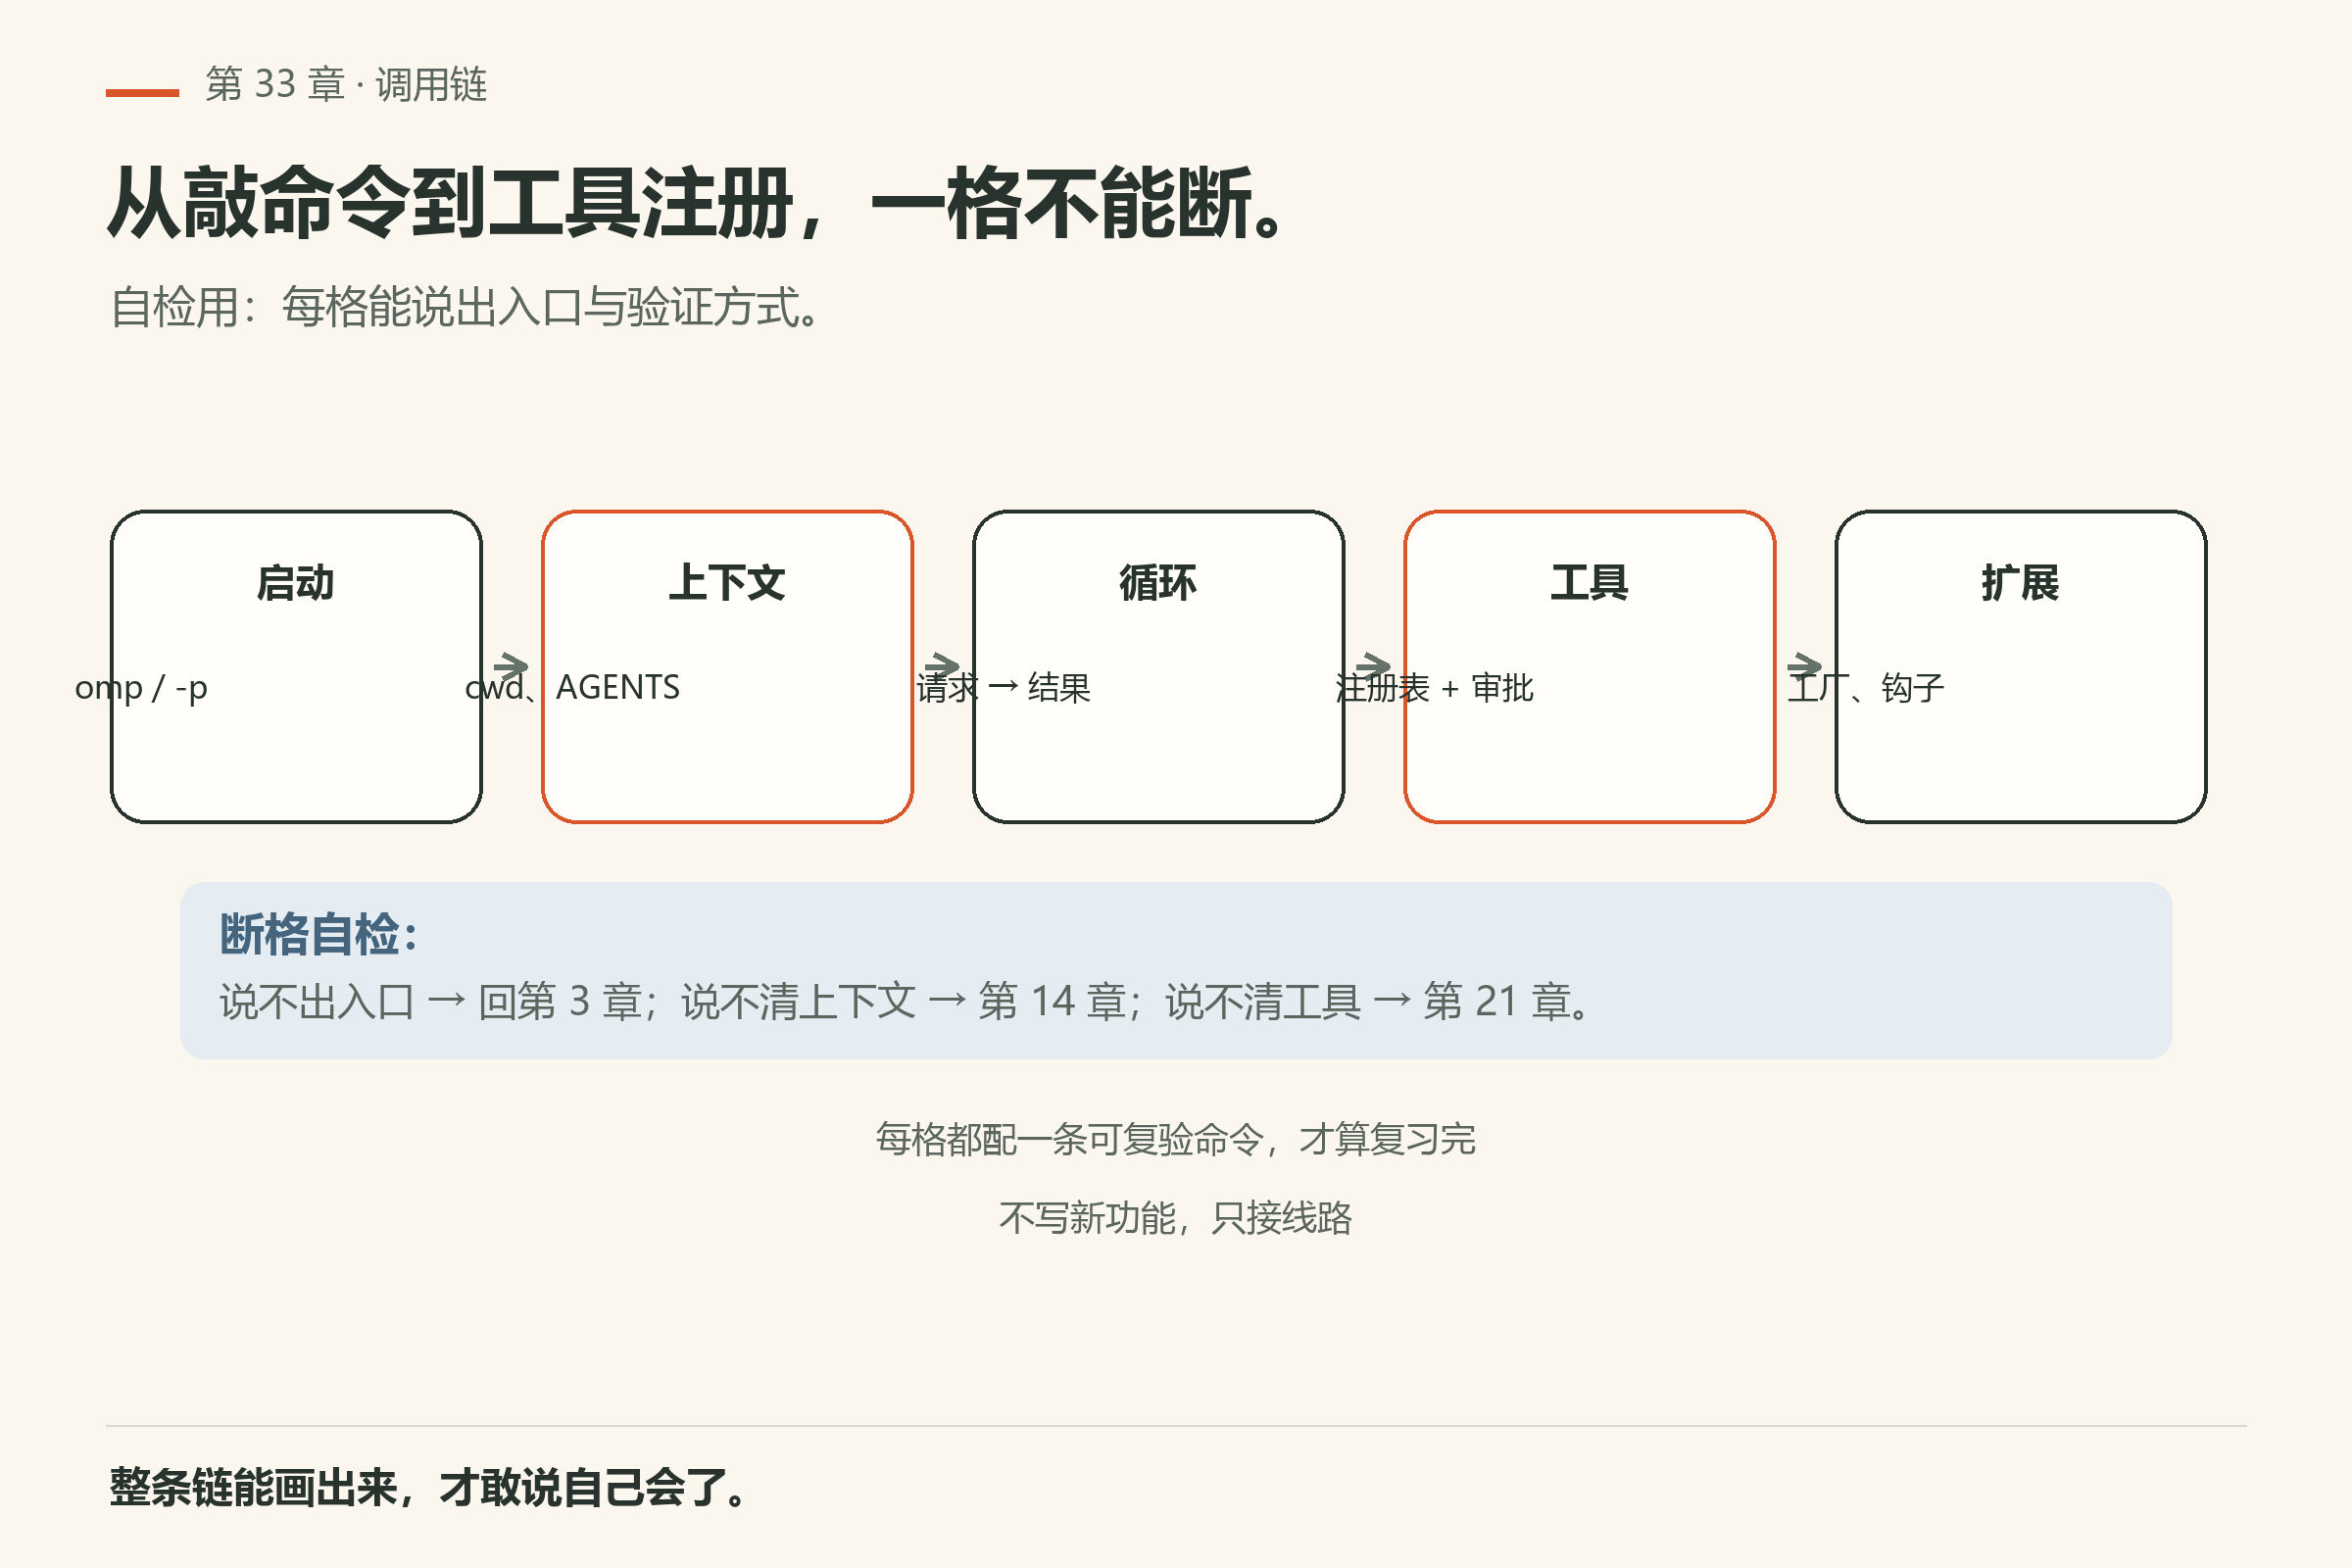 第 33 章 · 调用链
从敲命令到工具注册，一格不能断。
自检用：每格能说出入口与验证方式。
启动
omp / -p
上下文
cwd、AGENTS
循环
请求 → 结果
工具
注册表 + 审批
扩展
工厂、钩子
断格自检：
说不出入口 → 回第 3 章；说不清上下文 → 第 14 章；说不清工具 → 第 21 章。
每格都配一条可复验命令，才算复习完
不写新功能，只接线路
整条链能画出来，才敢说自己会了。